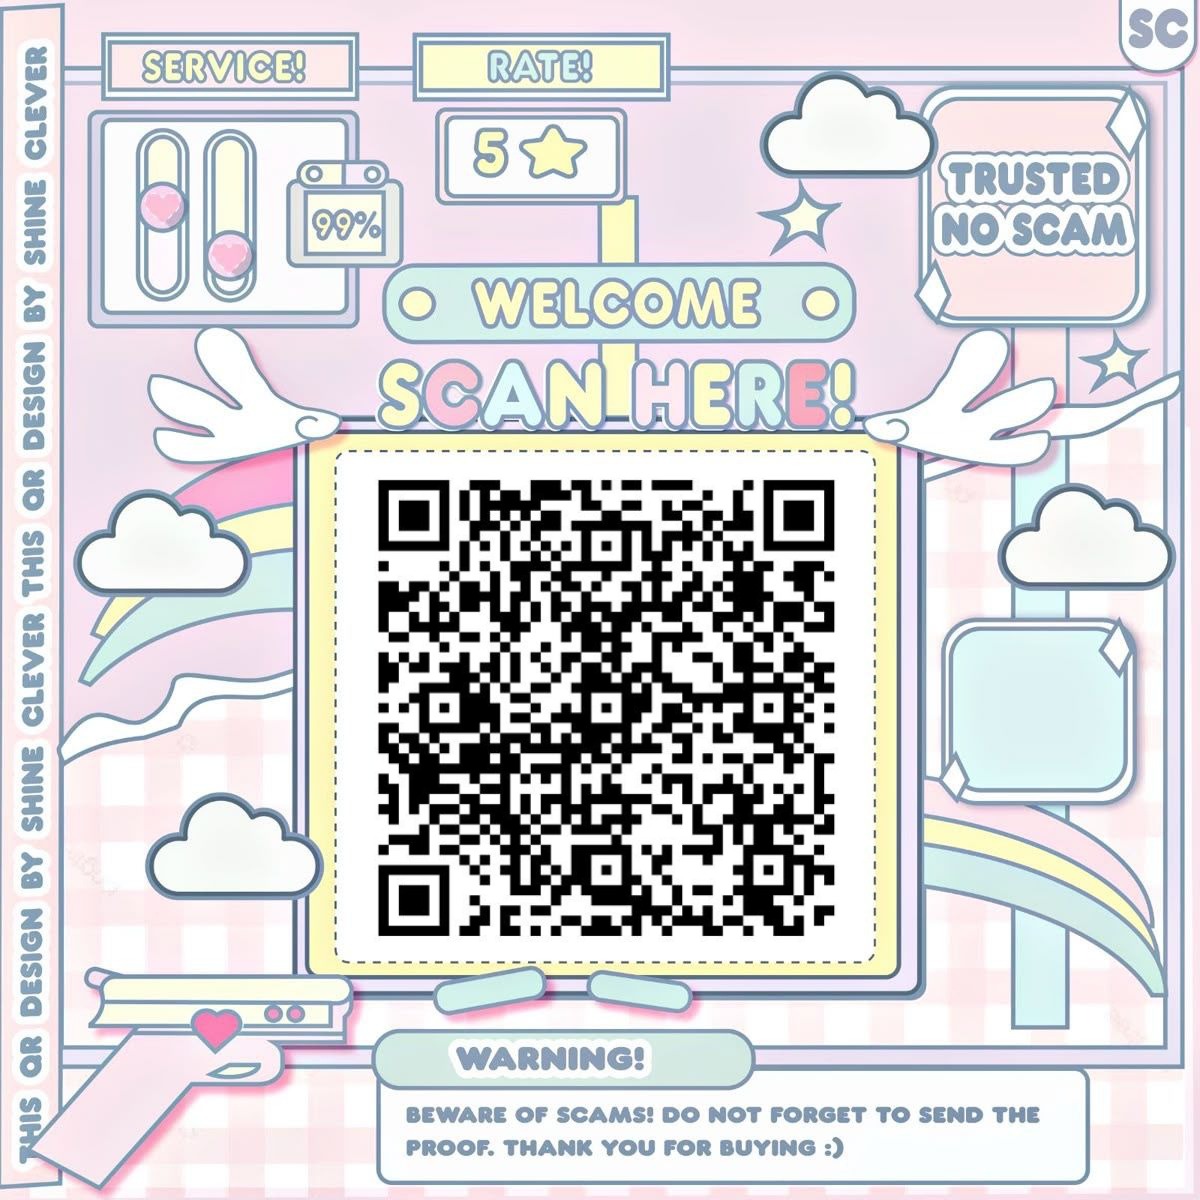 SC
SERVICE!
RATE!
5
99%
TRUSTED
NO SCAM
WELCOME
SCAN HERE!
WARNING!
BEWARE OF SCAMS! DO NOT FORGET TO SEND THE
PROOF. THANK YOU FOR BUYING :)
THIS QR DESIGN BY SHINE CLEVER THIS QR DESIGN BY SHINE CLEVER